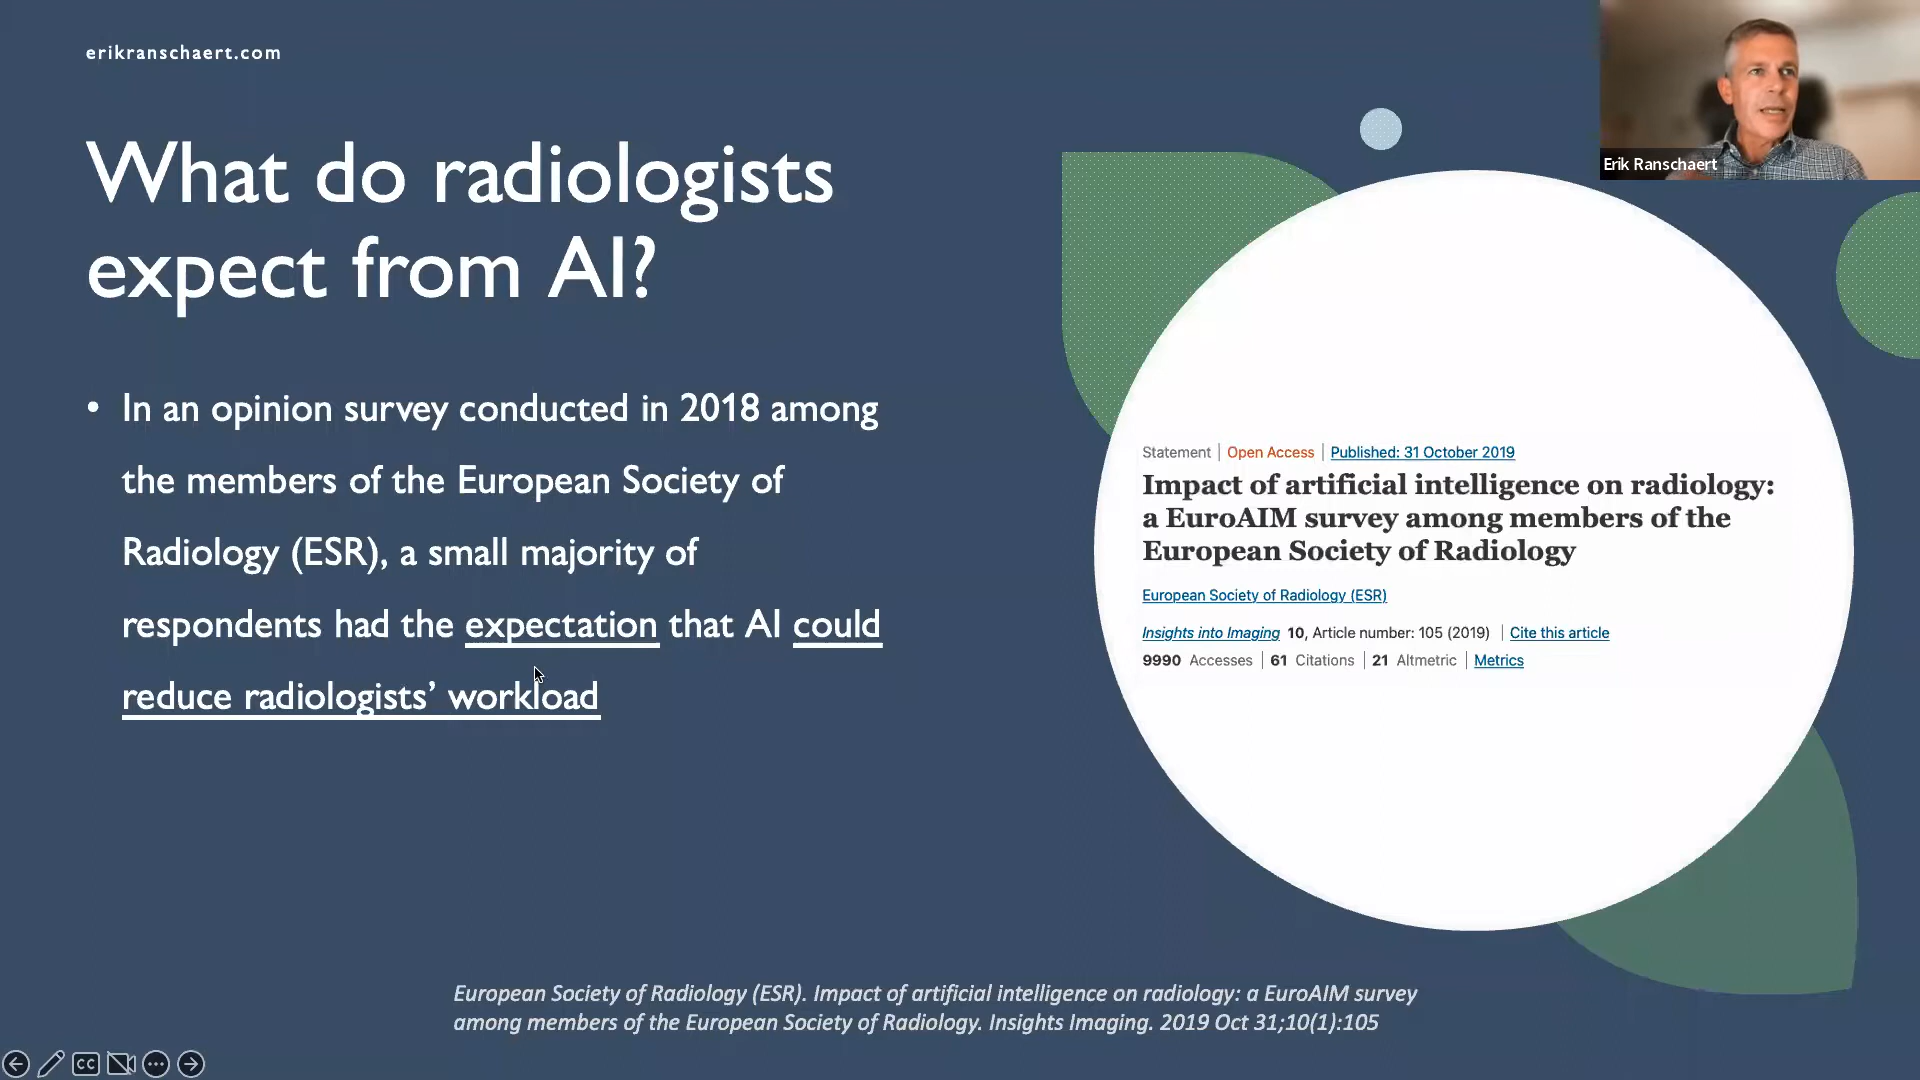 erikranschaert.com
What do radiologists
expect from AI?
• In an opinion survey conducted in 2018 among
the members of the European Society of
Radiology (ESR), a small majority of
respondents had the expectation that AI could
reduce radiologists’ workload
Erik Ranschaert
Statement | Open Access | Published: 31 October 2019
Impact of artificial intelligence on radiology:
a EuroAIM survey among members of the
European Society of Radiology
European Society of Radiology (ESR)
Insights into Imaging 10, Article number: 105 (2019) | Cite this article
9990 Accesses | 61 Citations | 21 Altmetric | Metrics
European Society of Radiology (ESR). Impact of artificial intelligence on radiology: a EuroAIM survey
among members of the European Society of Radiology. Insights Imaging. 2019 Oct 31;10(1):105
CC